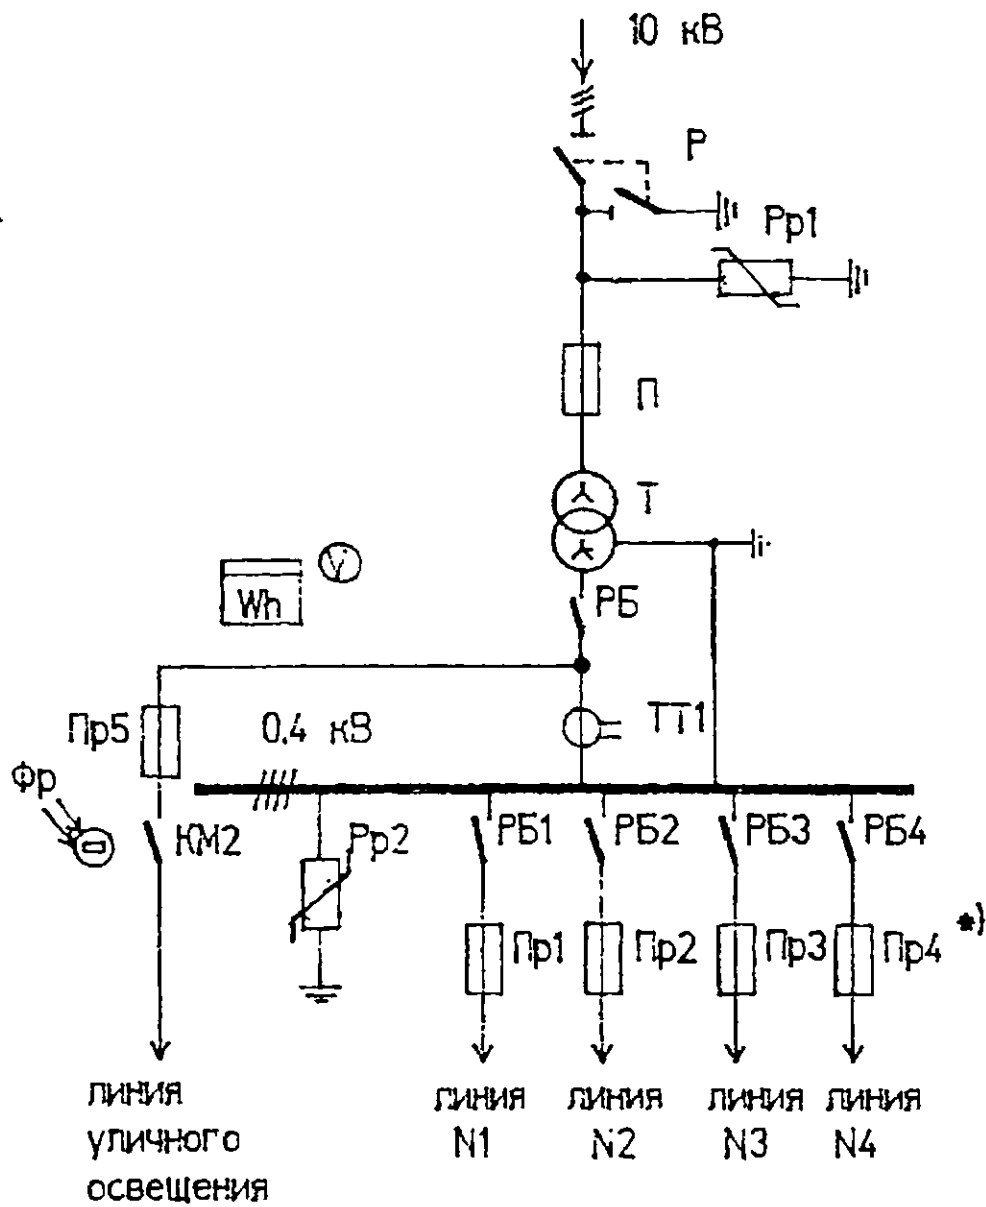 10 кВ
Р
Рр1
П
Т
Wh
V
РБ
ТТ1
Пр5
0.4 кВ
Фр
КМ2
Рр2
РБ1
РБ2
РБ3
РБ4
Пр1
Пр2
Пр3
Пр4
*)
линия
уличного
освещения
линия
N1
линия
N2
линия
N3
линия
N4